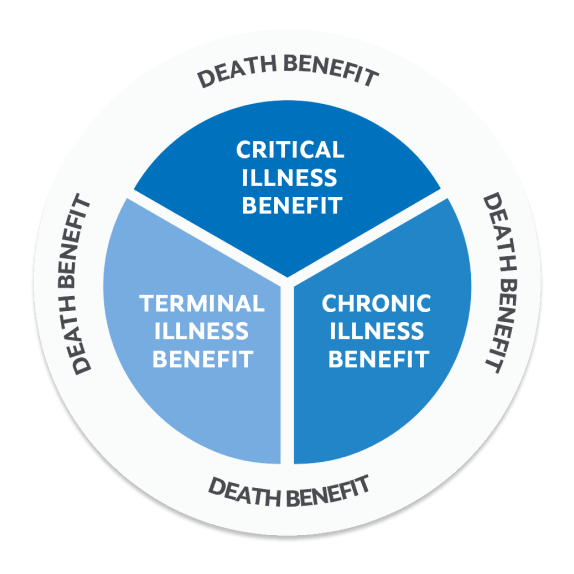 DEATH BENEFIT
CRITICAL
ILLNESS
BENEFIT
DEATH BENEFIT
DEATH BENEFIT
TERMINAL
ILLNESS
BENEFIT
CHRONIC
ILLNESS
BENEFIT
DEATH BENEFIT